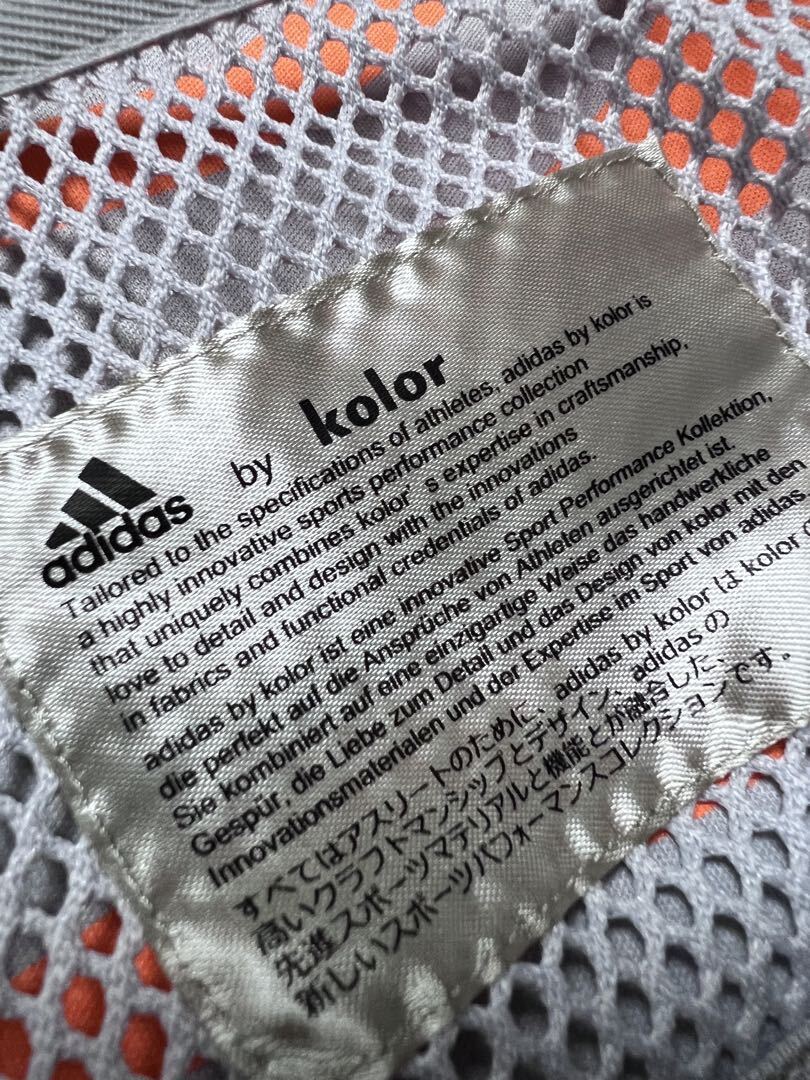 adidas by kolor
Tailored to the specifications of athletes, adidas by kolor is
a highly innovative sports performance collection
that uniquely combines kolor's expertise in craftsmanship,
love to detail and design with the innovations
in fabrics and functional credentials of adidas.
adidas by kolor ist eine innovative Sport Performance Kollektion,
die perfekt auf die Ansprüche von Athleten ausgerichtet ist.
Sie kombiniert auf eine einzigartige Weise das handwerkliche
Gespür, die Liebe zum Detail und das Design von kolor mit den
Innovationsmaterialen und der Expertise im Sport von adidas.
すべてはアスリートのために、adidas by kolor は kolor
高いクラフトマンシップとデザイン、adidas の
先進スポーツマテリアルと機能とが融合した、
新しいスポーツパフォーマンスコレクションです。